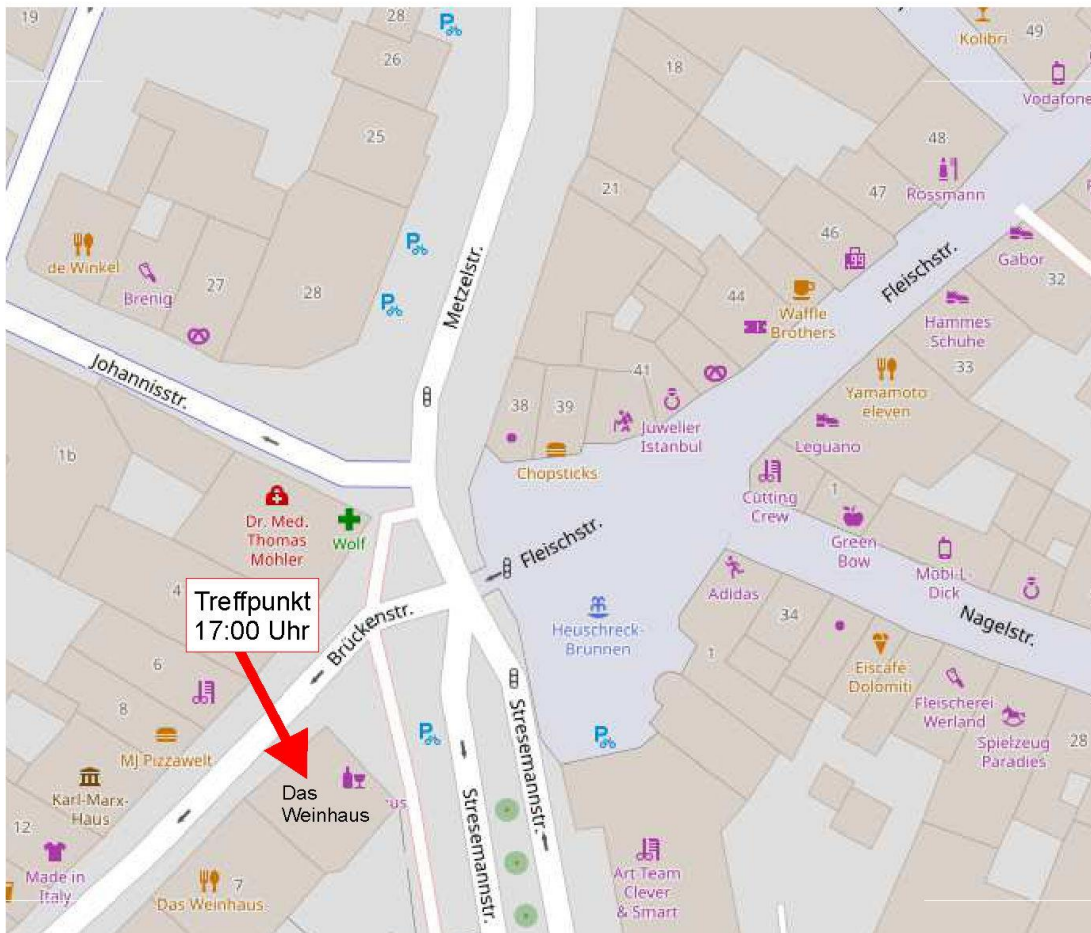 19
28
26
Kolibri
49
Vodafone
18
25
48
Rossmann
21
47
46
de Winkel
Brenig
27
28
Metzelstr.
Fleischstr.
Gabor
32
44
Waffle
Brothers
Hammes
Schuhe
33
Johannisstr.
41
38
39
Juwelier
Istanbul
Yamamoto
eleven
Leguano
Chopsticks
1b
Cutting
Crew
1
Dr. Med.
Thomas
Möhler
Wolf
Fleischstr.
Green
Bow
Mobi-L-
Dick
Adidas
4
Treffpunkt
17:00 Uhr
Brückenstr.
Heuschreck-
Brunnen
34
Nagelstr.
1
6
Eiscafé
Dolomiti
8
Fleischerei
Werland
MJ Pizzawelt
Stresemannstr.
Spielzeug
Paradies
28
Karl-Marx-
Haus
Das
Weinhaus
us
12
Stresemannstr.
Made in
Italy
7
Das Weinhaus
Art Team
Clever
& Smart